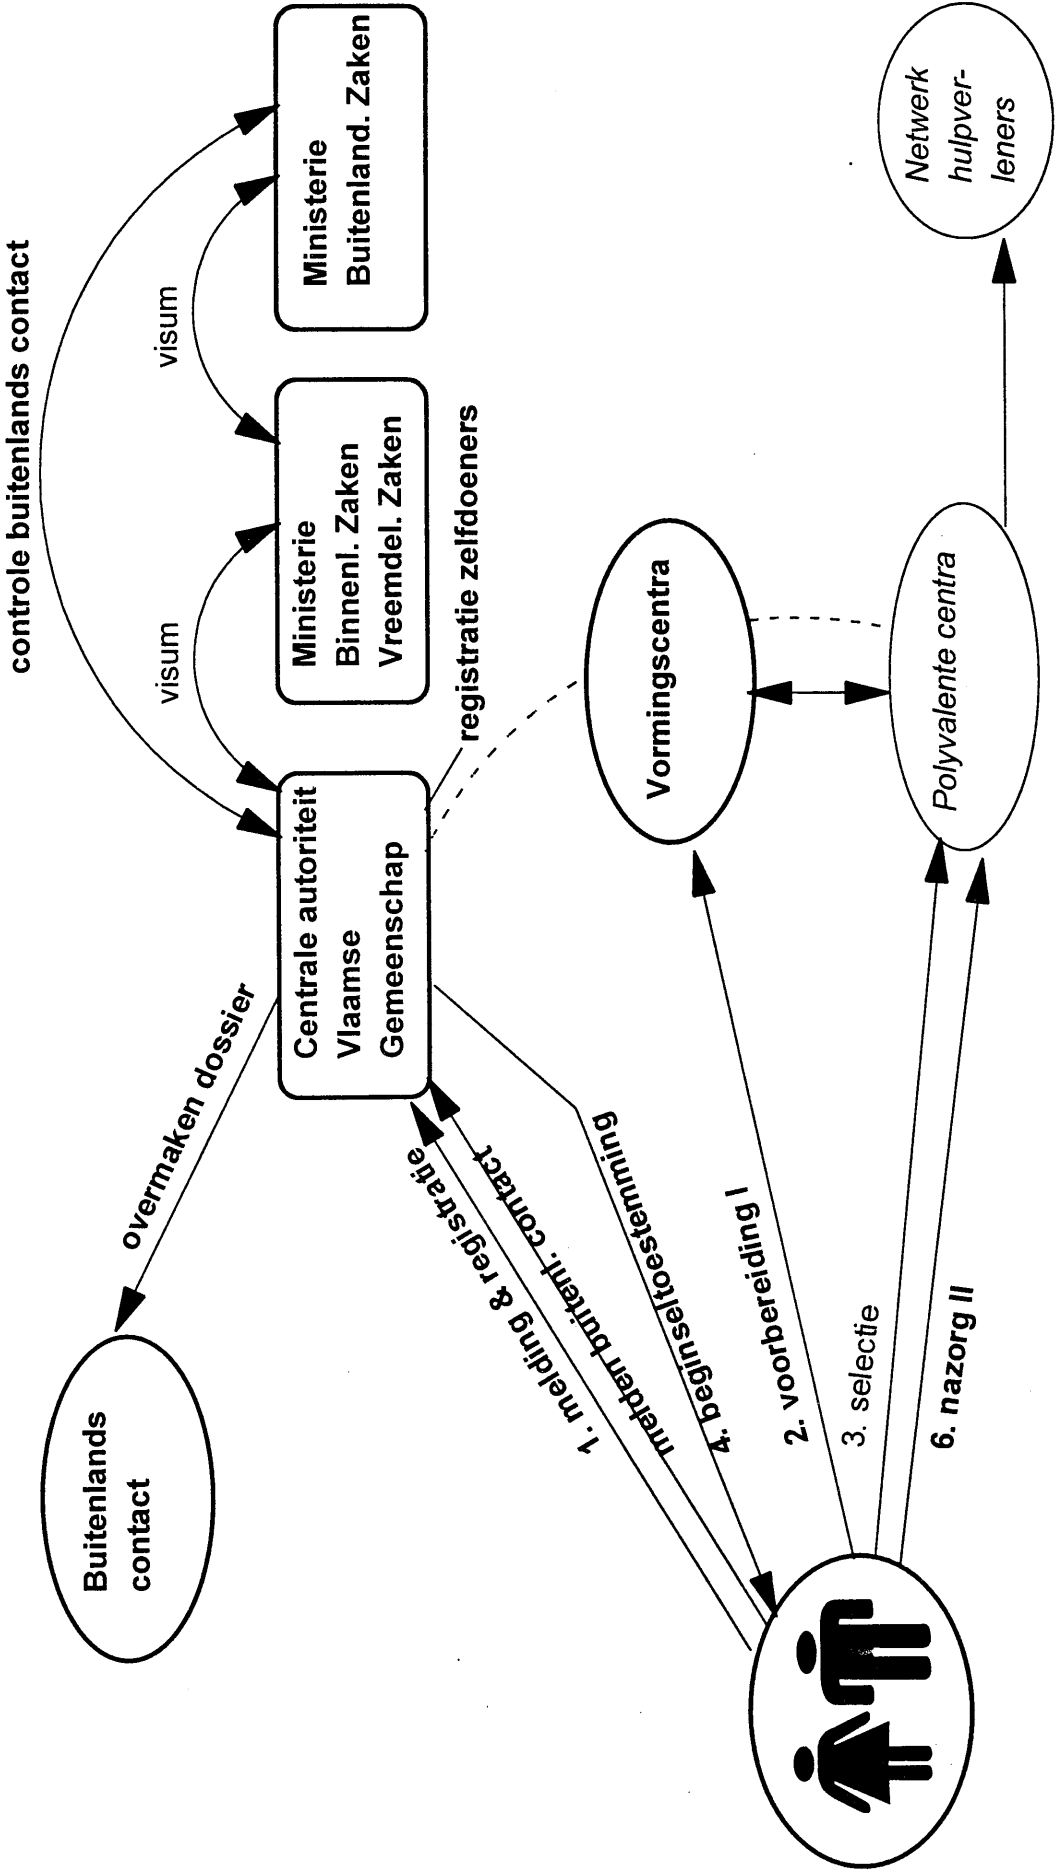 controle buitenlands contact
visum
visum
Buitenlands
contact
overmaken dossier
Centrale autoriteit
Vlaamse
Gemeenschap
Ministerie
Binnenl. Zaken
Vreemdel. Zaken
Ministerie
Buitenland. Zaken
registratie zelfdoeners
1. melding & registratie
melden buitenl. contact
4. beginseltoestemming
2. voorbereiding I
3. selectie
6. nazorg II
Vormingscentra
Polyvalente centra
Netwerk
hulpver-
leners